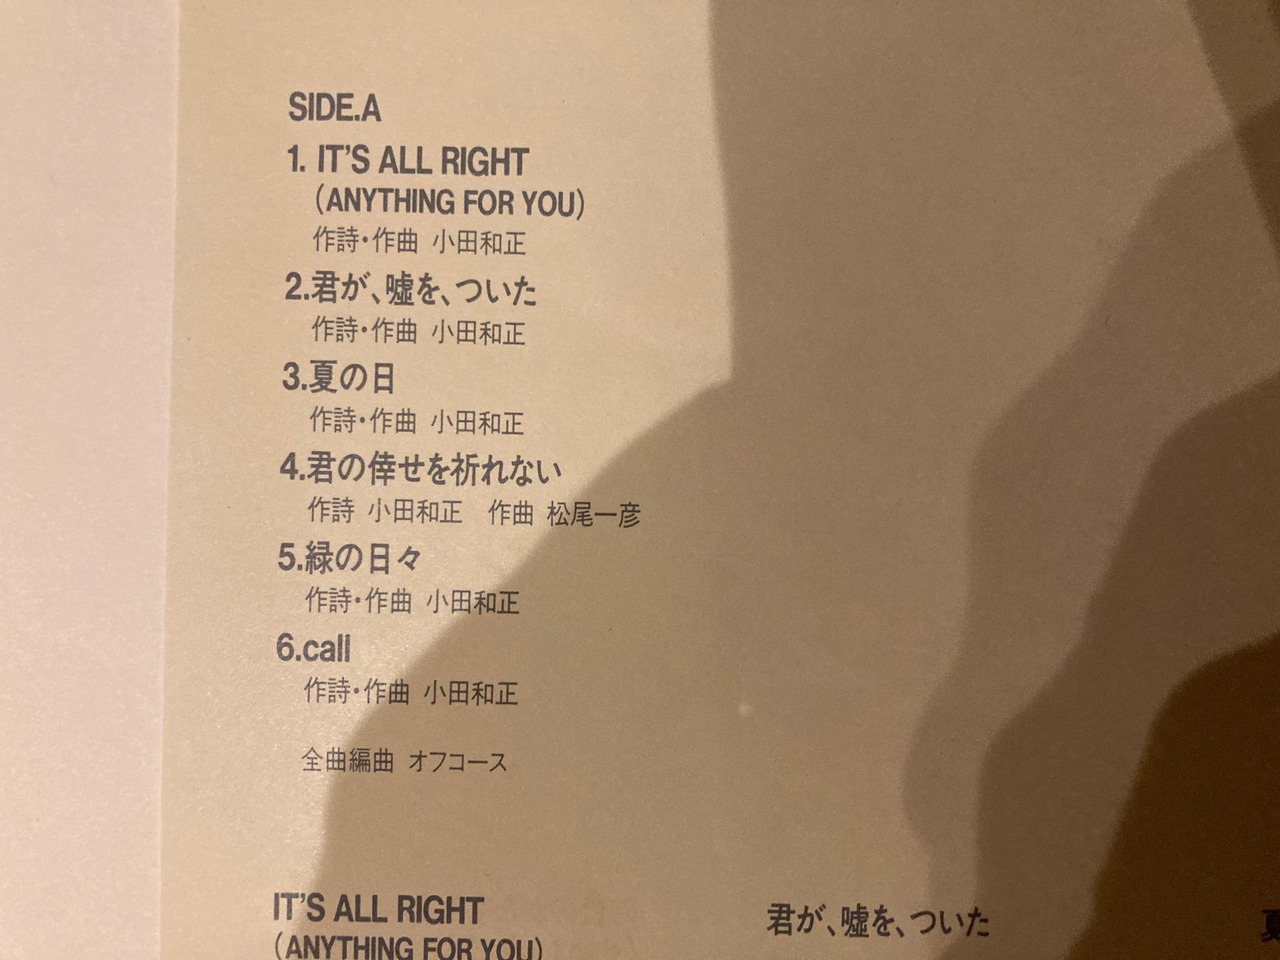 SIDE.A
1. IT'S ALL RIGHT
(ANYTHING FOR YOU)
作詩・作曲 小田和正
2.君が、嘘を、ついた
作詩・作曲 小田和正
3.夏の日
作詩・作曲 小田和正
4.君の倖せを祈れない
作詩 小田和正 作曲 松尾一彦
5.緑の日々
作詩・作曲 小田和正
6.call
作詩・作曲 小田和正
全曲編曲 オフコース
IT'S ALL RIGHT
(ANYTHING FOR YOU)
君が、嘘を、ついた